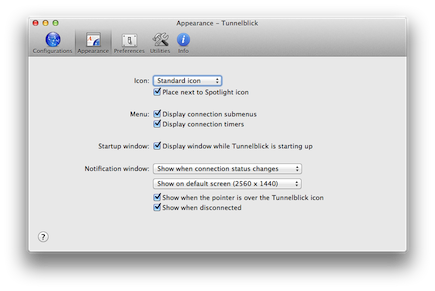 Appearance – Tunnelblick
Configurations Appearance Preferences Utilities Info
Icon: Standard icon
Place next to Spotlight icon
Menu: Display connection submenus
Display connection timers
Startup window: Display window while Tunnelblick is starting up
Notification window: Show when connection status changes
Show on default screen (2560 x 1440)
Show when the pointer is over the Tunnelblick icon
Show when disconnected
?